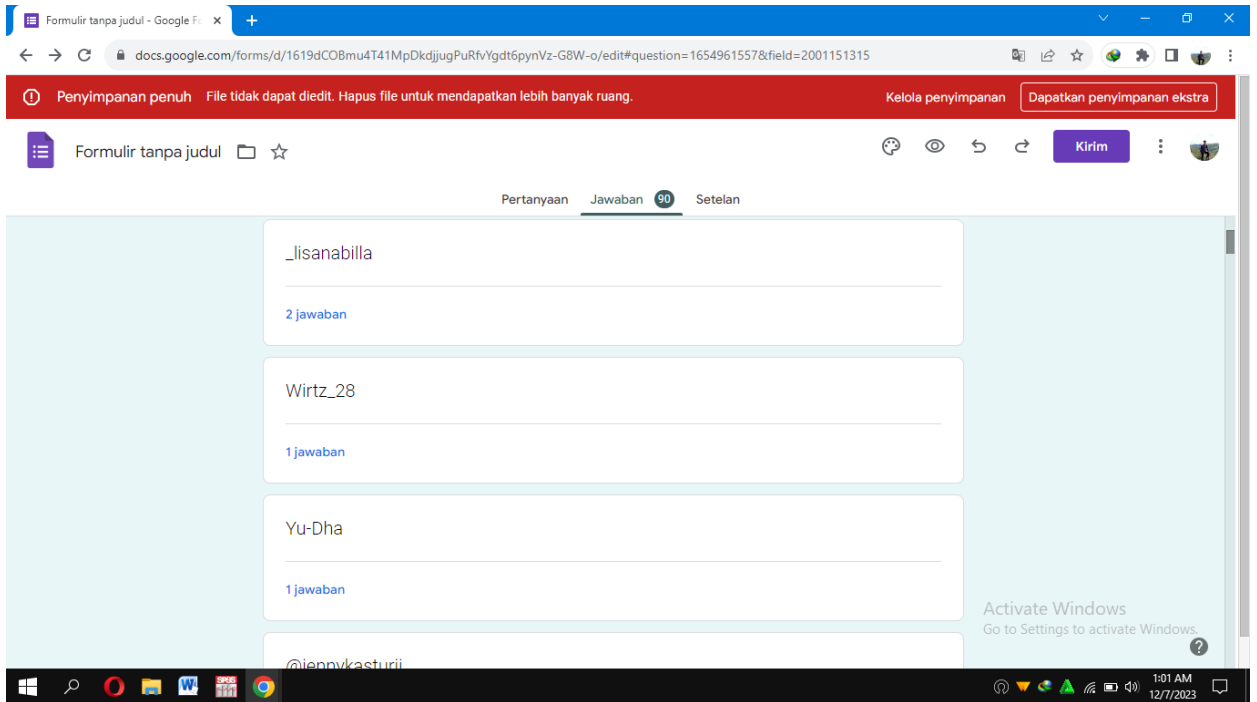 Formulir tanpa judul - Google Fo
docs.google.com/forms/d/1619dCOBmu4T41MpDkdjjugPuRfvYgdt6pynVz-G8W-o/edit#question=1654961557&field=2001151315
Penyimpanan penuh File tidak dapat diedit. Hapus file untuk mendapatkan lebih banyak ruang. Kelola penyimpanan Dapatkan penyimpanan ekstra
Formulir tanpa judul Kirim
Pertanyaan Jawaban 90 Setelan
_lisanabilla
2 jawaban
Wirtz_28
1 jawaban
Yu-Dha
1 jawaban
Activate Windows
Go to Settings to activate Windows.
@jennykasturii
1:01 AM
12/7/2023